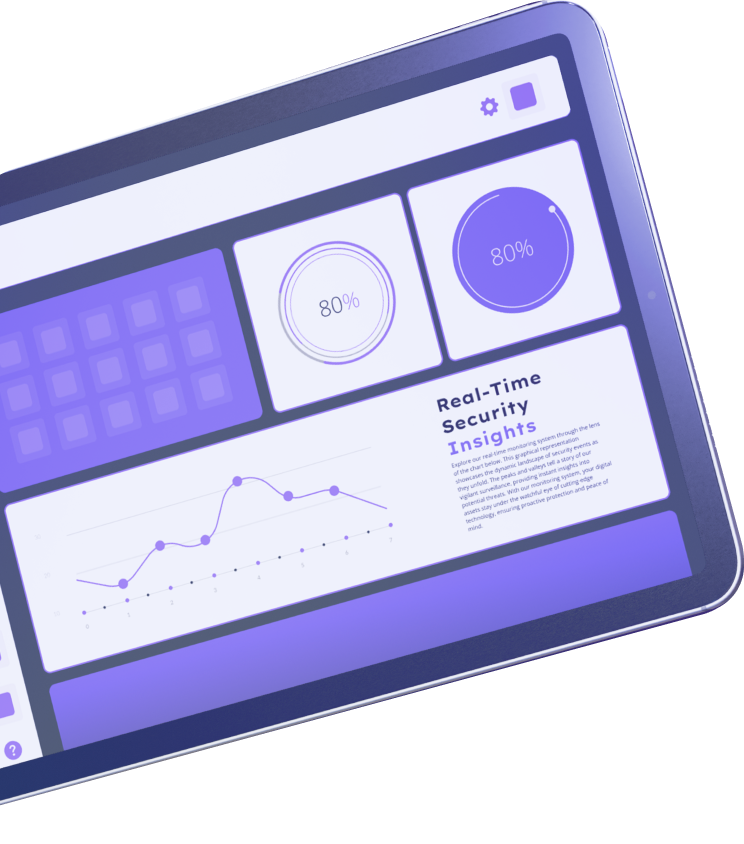 80%
80%
Real-Time
Security
Insights
Explore our real-time monitoring system through the lens
of the chart below. This graphical representation
showcases the dynamic landscape of security events as
they unfold. The peaks and valleys tell a story of our
vigilant surveillance, providing instant insights into
potential threats. With our monitoring system, your digital
assets stay under the watchful eye of cutting edge
technology, ensuring proactive protection and peace of
mind.
0 1 2 3 4 5 6 7
?